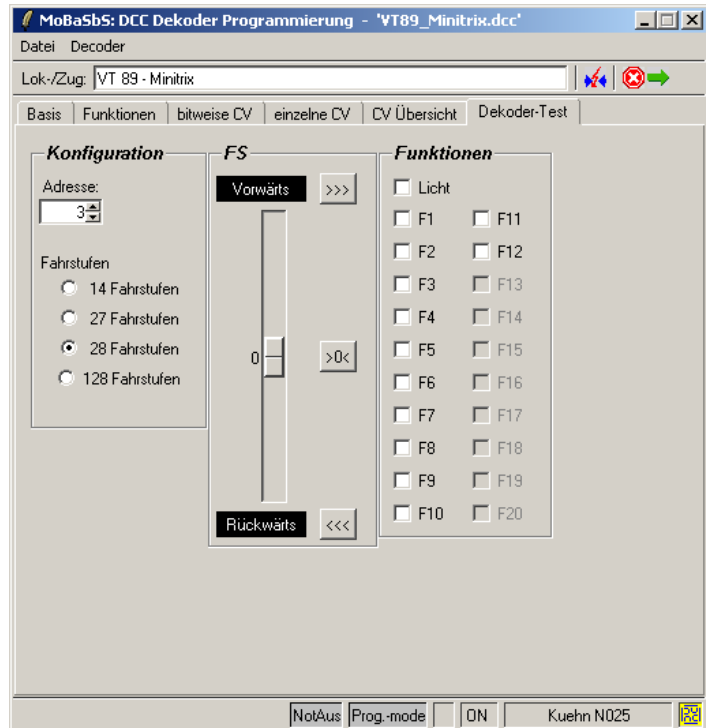 MoBaSbS: DCC Dekoder Programmierung - 'VT89_Minitrix.dcc'
Datei Decoder
Lok-/Zug: VT 89 - Minitrix
Basis Funktionen bitweise CV einzelne CV CV Übersicht Dekoder-Test
Konfiguration
Adresse:
3
Fahrstufen
14 Fahrstufen
27 Fahrstufen
28 Fahrstufen
128 Fahrstufen
FS
Vorwärts >>>
0 >0<
Rückwärts <<<
Funktionen
Licht
F1 F11
F2 F12
F3 F13
F4 F14
F5 F15
F6 F16
F7 F17
F8 F18
F9 F19
F10 F20
NotAus Prog.-mode ON Kuehn N025